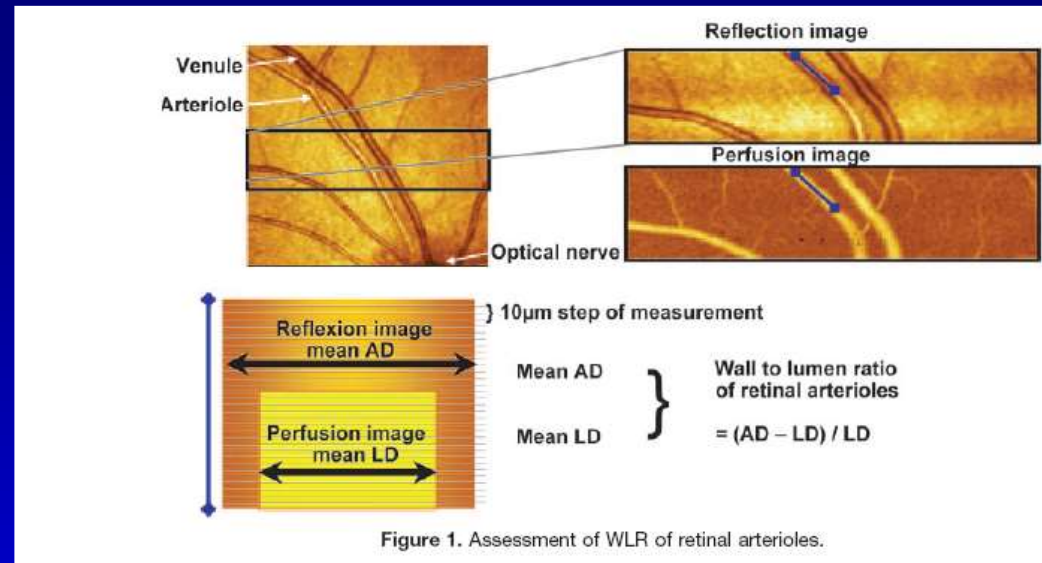 Reflection image
Venule
Arteriole
Perfusion image
Optical nerve
} 10µm step of measurement
Reflexion image
mean AD
Mean AD
Wall to lumen ratio
of retinal arterioles
}
Perfusion image
mean LD
Mean LD
= (AD – LD) / LD
Figure 1. Assessment of WLR of retinal arterioles.